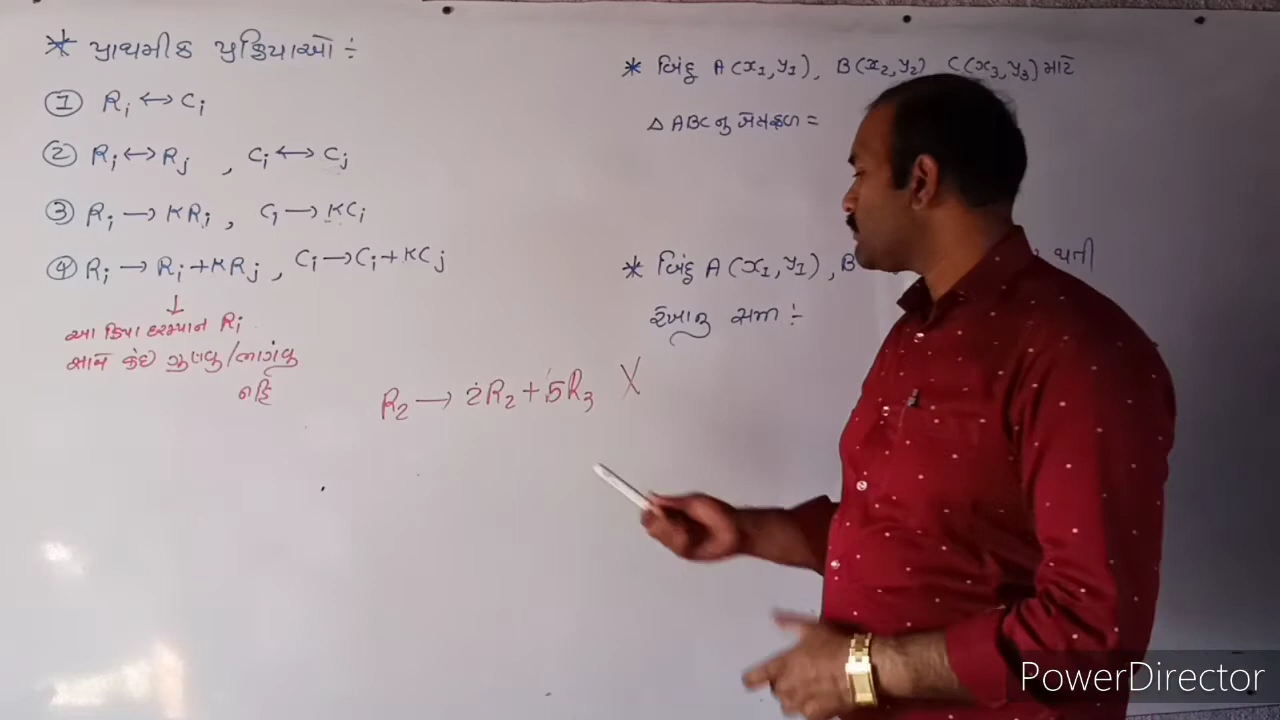 * પ્રાથમીક પ્રક્રિયાઓ ÷
① Ri ↔ Ci
② Ri ↔ Rj , Ci ↔ Cj
③ Ri → KRi , Ci → KCi
④ Ri → Ri + KRj , Ci → Ci + KCj
↓
આ ક્રિયા દરમ્યાન Ri
સાથે કંઇ ગુણવુ/ભાગવુ
નહિ
R2 → 2R2 + 5R3 X
* બિંદુ A(x1, y1), B(x2, y2) C(x3, y3) માટે
△ ABC નુ ક્ષેત્રફળ =
* બિંદુ A(x1, y1), B
થતી
રેખાનુ સમી ÷
PowerDirector